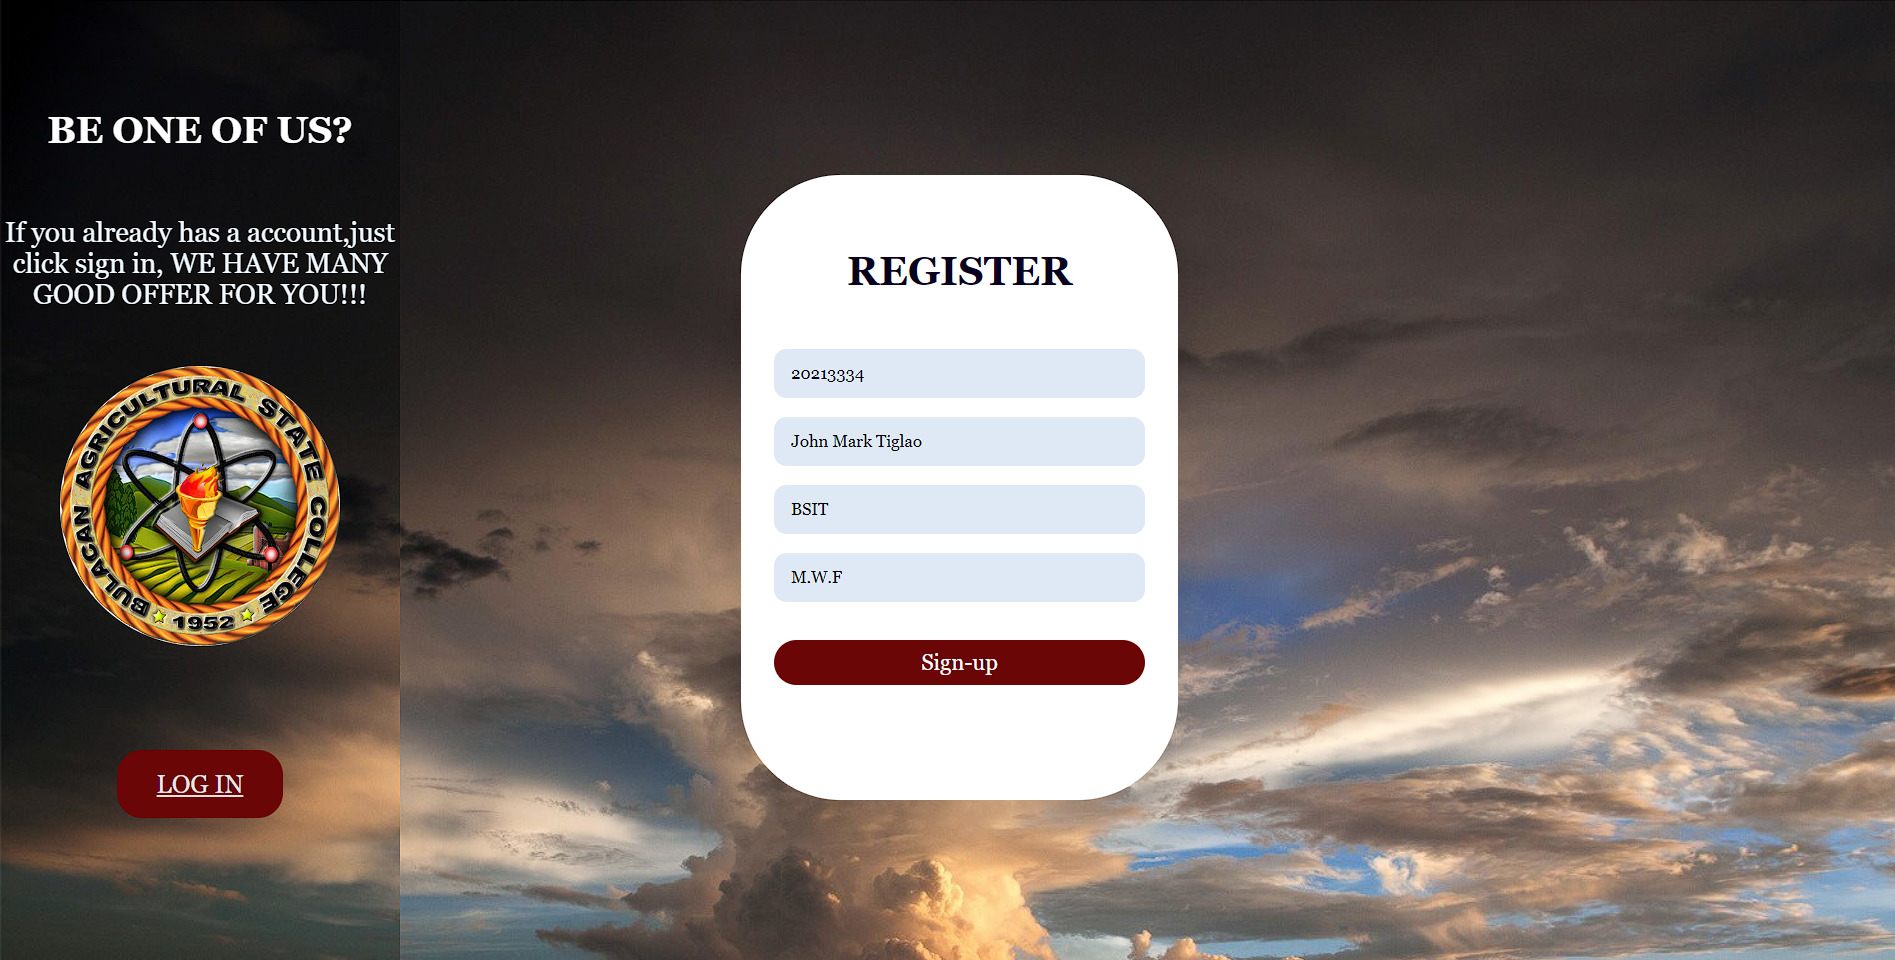 BE ONE OF US?
If you already has a account,just
click sign in, WE HAVE MANY
GOOD OFFER FOR YOU!!!
BULACAN AGRICULTURAL STATE COLLEGE
1952
LOG IN
REGISTER
20213334
John Mark Tiglao
BSIT
M.W.F
Sign-up